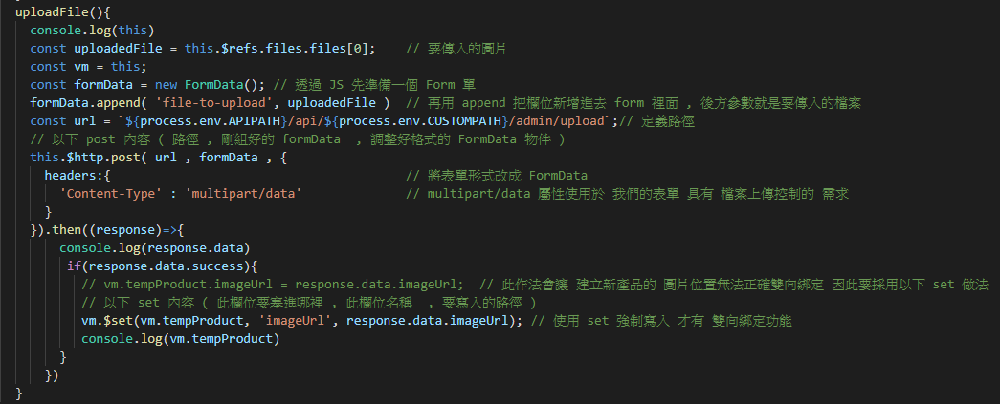 uploadFile(){
console.log(this)
const uploadedFile = this.$refs.files.files[0]; // 要傳入的圖片
const vm = this;
const formData = new FormData(); // 透過 JS 先準備一個 Form 單
formData.append( 'file-to-upload', uploadedFile ) // 再用 append 把欄位新增進去 form 裡面 , 後方參數就是要傳入的檔案
const url = `${process.env.APIPATH}/api/${process.env.CUSTOMPATH}/admin/upload`;// 定義路徑
// 以下 post 內容 ( 路徑 , 剛組好的 formData , 調整好格式的 FormData 物件 )
this.$http.post( url , formData , {
headers:{ // 將表單形式改成 FormData
'Content-Type' : 'multipart/data' // multipart/data 屬性使用於 我們的表單 具有 檔案上傳控制的 需求
}
}).then((response)=>{
console.log(response.data)
if(response.data.success){
// vm.tempProduct.imageUrl = response.data.imageUrl; // 此作法會讓 建立新產品的 圖片位置無法正確雙向綁定 因此要採用以下 set 做法
// 以下 set 內容 ( 此欄位要塞進哪裡 , 此欄位名稱 , 要寫入的路徑 )
vm.$set(vm.tempProduct, 'imageUrl', response.data.imageUrl); // 使用 set 強制寫入 才有 雙向綁定功能
console.log(vm.tempProduct)
}
})
}